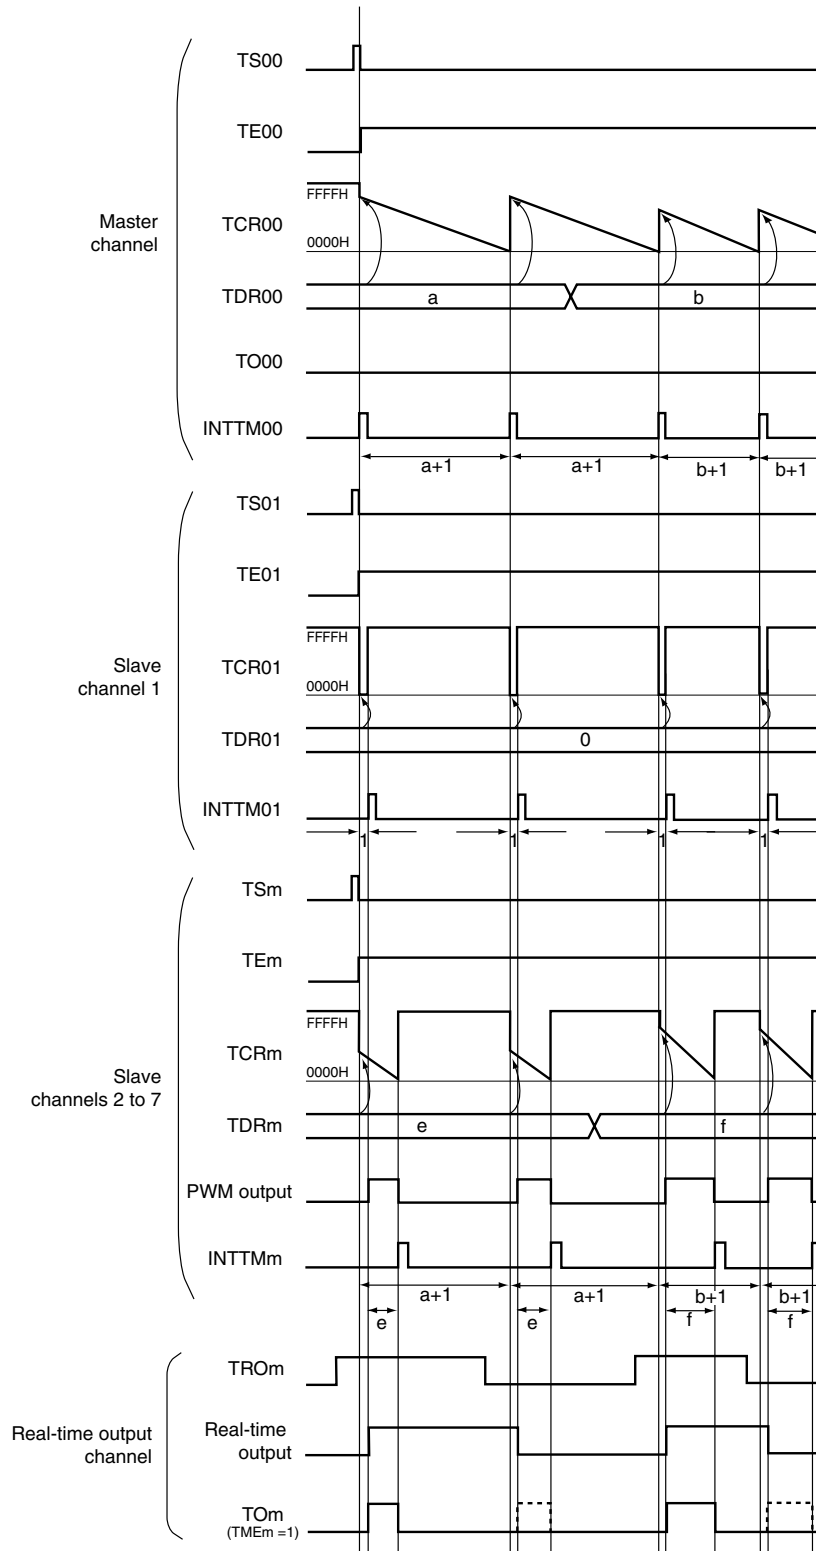 TS00
TE00
FFFFH
Master
channel
TCR00
0000H
TDR00
a
b
TO00
INTTM00
a+1
a+1
b+1
b+1
TS01
TE01
FFFFH
Slave
channel 1
TCR01
0000H
TDR01
0
INTTM01
1
1
1
1
TSm
TEm
FFFFH
TCRm
Slave
channels 2 to 7
0000H
TDRm
e
f
PWM output
INTTMm
a+1
a+1
b+1
b+1
e
e
f
f
TROm
Real-time output
channel
Real-time
output
TOm
(TMEm =1)